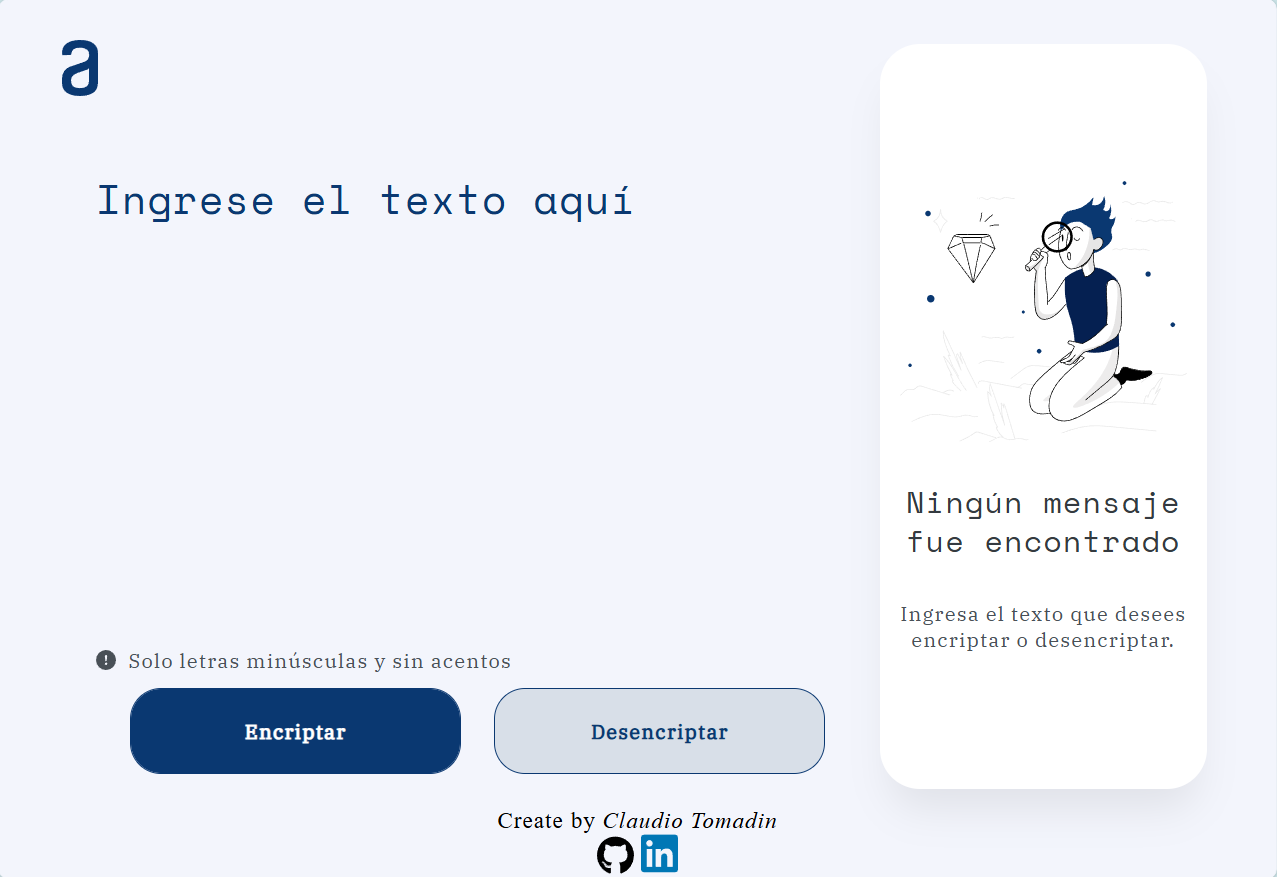 a
Ingrese el texto aquí
Ningún mensaje
fue encontrado
Ingresa el texto que desees
encriptar o desencriptar.
! Solo letras minúsculas y sin acentos
Encriptar
Desencriptar
Create by Claudio Tomadin
in